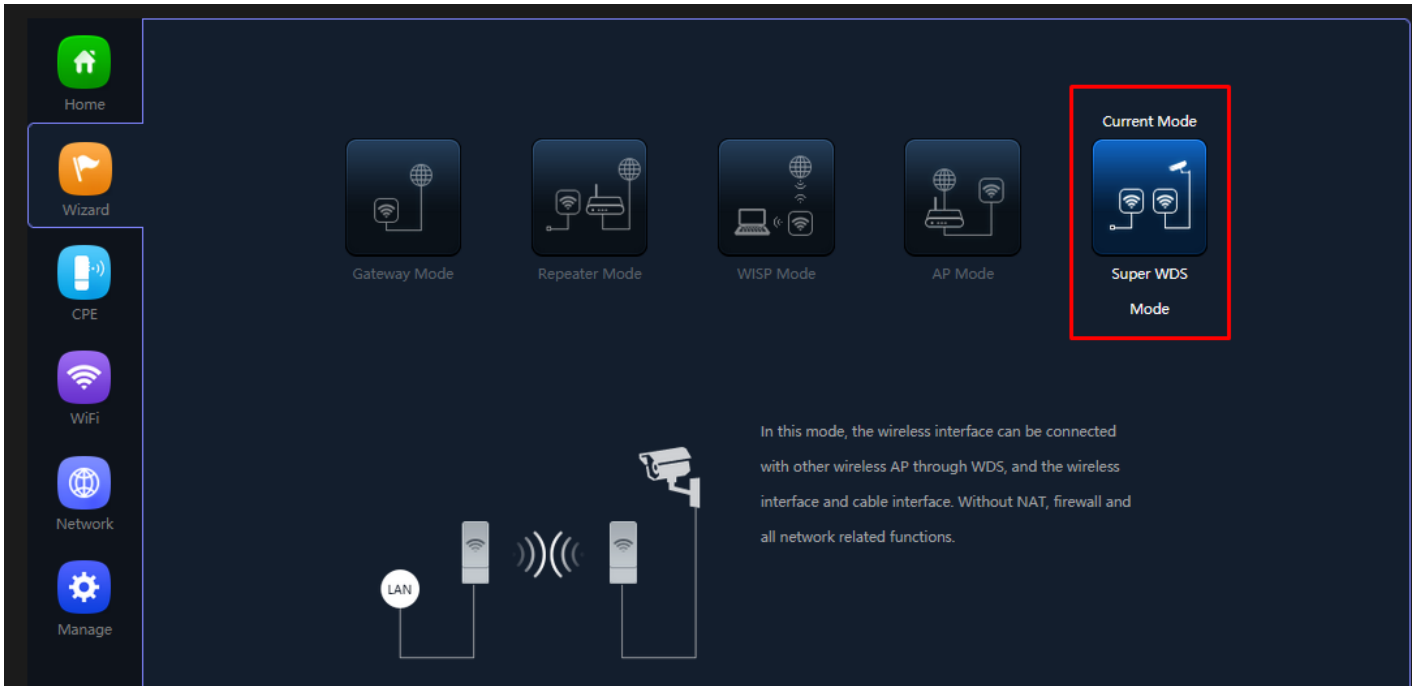 Home
Wizard
CPE
WiFi
Network
Manage
Current Mode
Gateway Mode
Repeater Mode
WISP Mode
AP Mode
Super WDS
Mode
In this mode, the wireless interface can be connected
with other wireless AP through WDS, and the wireless
interface and cable interface. Without NAT, firewall and
all network related functions.
LAN